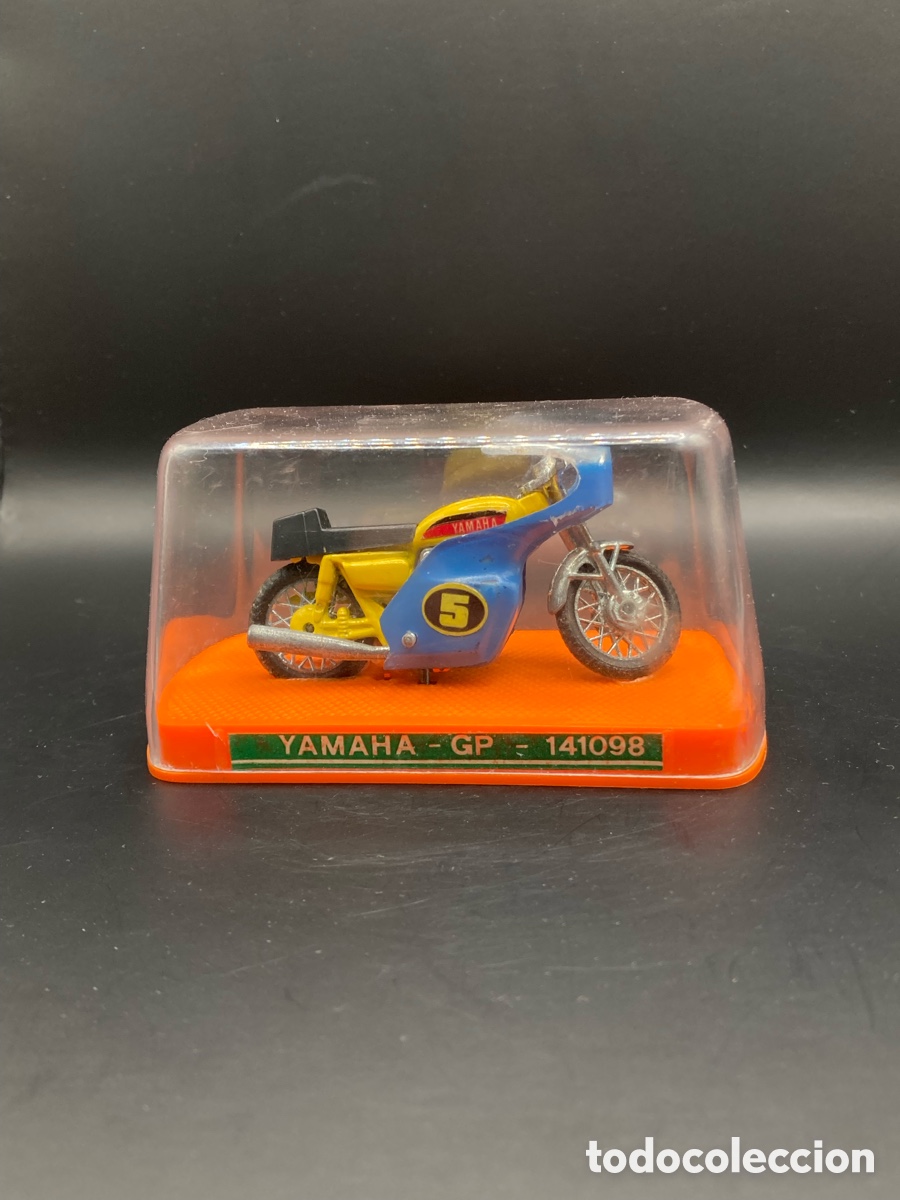 YAMAHA
5
YAMAHA - GP - 141098
todocoleccion